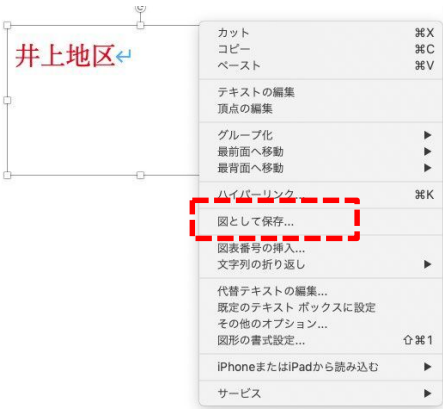 井上地区↵
カット ⌘X
コピー ⌘C
ペースト ⌘V
テキストの編集
頂点の編集
グループ化 ▶
最前面へ移動 ▶
最背面へ移動 ▶
ハイパーリンク... ⌘K
図として保存...
図表番号の挿入...
文字列の折り返し ▶
代替テキストの編集...
既定のテキスト ボックスに設定
その他のオプション...
図形の書式設定... ⇧⌘1
iPhoneまたはiPadから読み込む ▶
サービス ▶